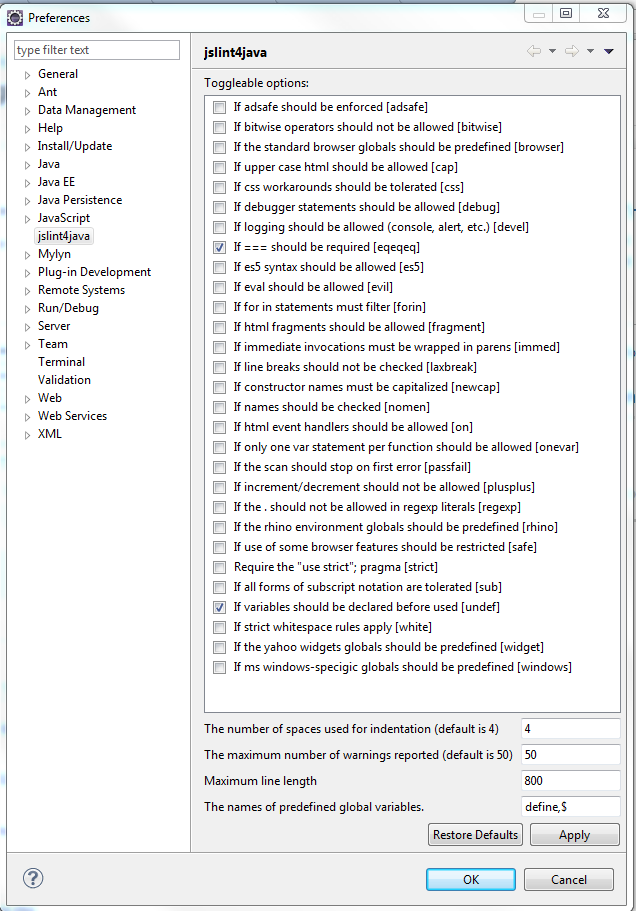 Preferences
type filter text
General
Ant
Data Management
Help
Install/Update
Java
Java EE
Java Persistence
JavaScript
jslint4java
Mylyn
Plug-in Development
Remote Systems
Run/Debug
Server
Team
Terminal
Validation
Web
Web Services
XML
jslint4java
Toggleable options:
If adsafe should be enforced [adsafe]
If bitwise operators should not be allowed [bitwise]
If the standard browser globals should be predefined [browser]
If upper case html should be allowed [cap]
If css workarounds should be tolerated [css]
If debugger statements should be allowed [debug]
If logging should be allowed (console, alert, etc.) [devel]
If === should be required [eqeqeq]
If es5 syntax should be allowed [es5]
If eval should be allowed [evil]
If for in statements must filter [forin]
If html fragments should be allowed [fragment]
If immediate invocations must be wrapped in parens [immed]
If line breaks should not be checked [laxbreak]
If constructor names must be capitalized [newcap]
If names should be checked [nomen]
If html event handlers should be allowed [on]
If only one var statement per function should be allowed [onevar]
If the scan should stop on first error [passfail]
If increment/decrement should not be allowed [plusplus]
If the . should not be allowed in regexp literals [regexp]
If the rhino environment globals should be predefined [rhino]
If use of some browser features should be restricted [safe]
Require the "use strict"; pragma [strict]
If all forms of subscript notation are tolerated [sub]
If variables should be declared before used [undef]
If strict whitespace rules apply [white]
If the yahoo widgets globals should be predefined [widget]
If ms windows-specigic globals should be predefined [windows]
The number of spaces used for indentation (default is 4) 4
The maximum number of warnings reported (default is 50) 50
Maximum line length 800
The names of predefined global variables. define,$
Restore Defaults Apply
? OK Cancel